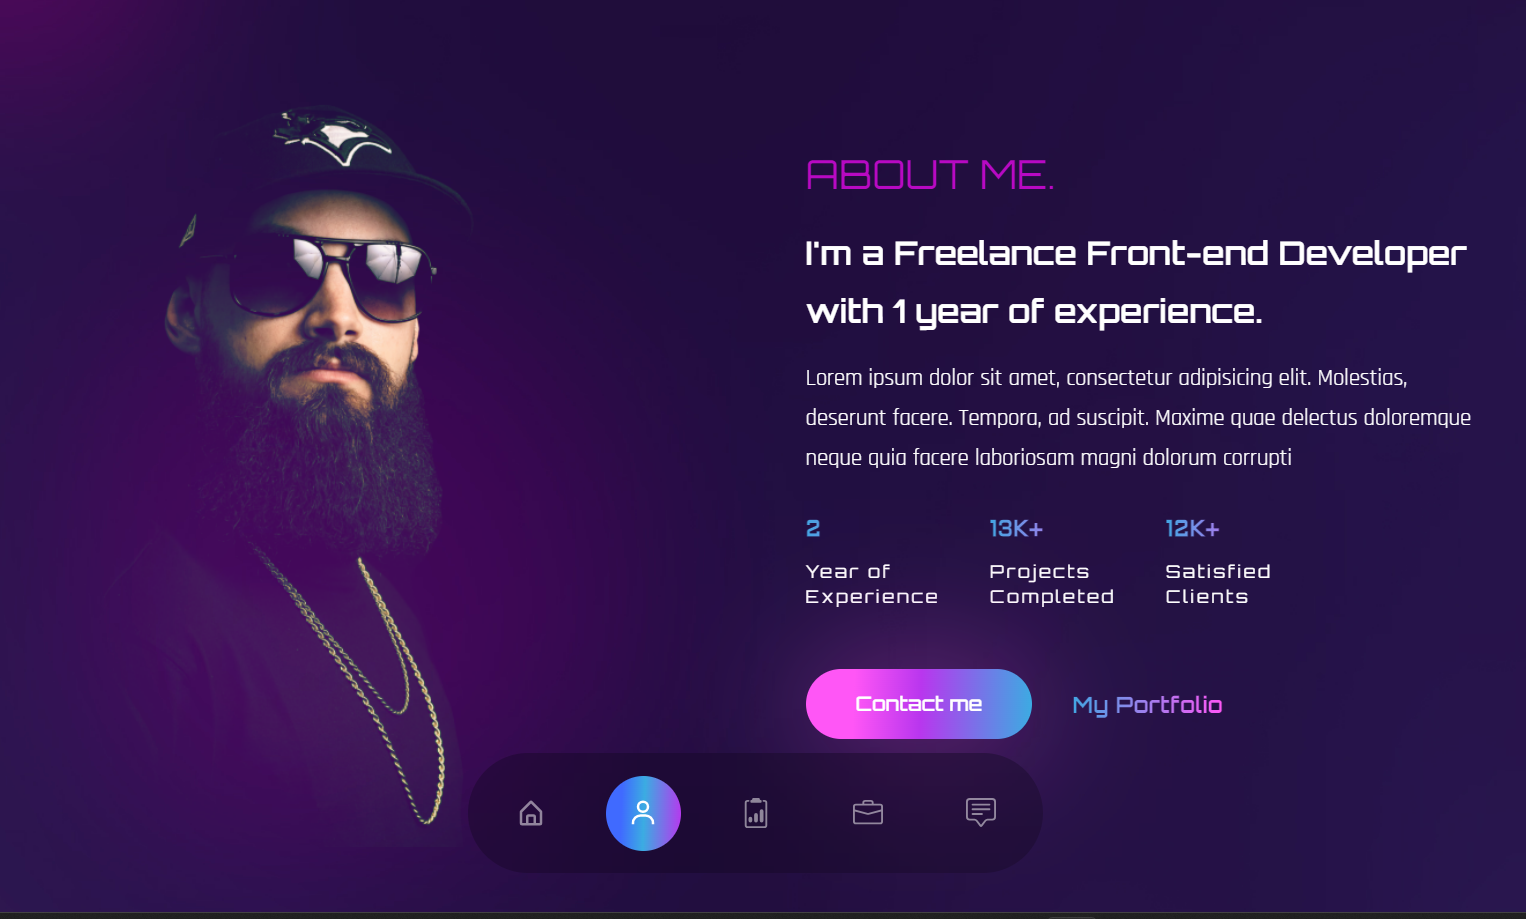 ABOUT ME.
I'm a Freelance Front-end Developer
with 1 year of experience.
Lorem ipsum dolor sit amet, consectetur adipisicing elit. Molestias,
deserunt facere. Tempora, ad suscipit. Maxime quae delectus doloremque
neque quia facere laboriosam magni dolorum corrupti
2
Year of
Experience
13K+
Projects
Completed
12K+
Satisfied
Clients
Contact me
My Portfolio